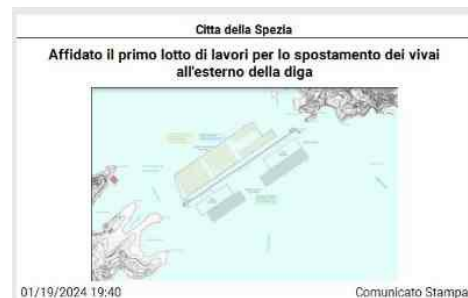 Citta della Spezia
Affidato il primo lotto di lavori per lo spostamento dei vivai
all'esterno della diga
01/19/2024 19:40
Comunicato Stampa